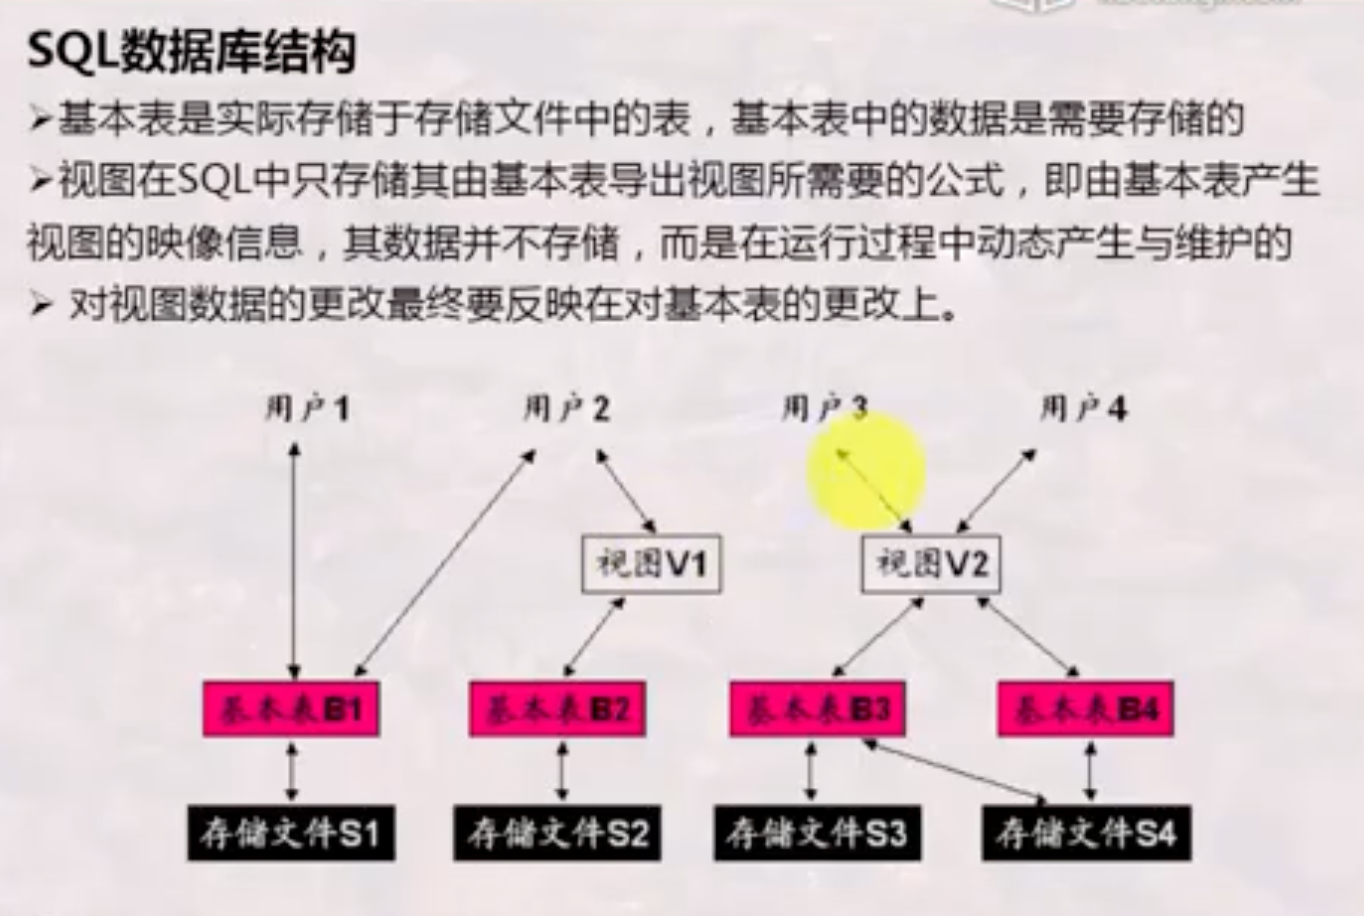 SQL数据库结构
➢基本表是实际存储于存储文件中的表，基本表中的数据是需要存储的
➢视图在SQL中只存储其由基本表导出视图所需要的公式，即由基本表产生
视图的映像信息，其数据并不存储，而是在运行过程中动态产生与维护的
➢ 对视图数据的更改最终要反映在对基本表的更改上。
用户1 用户2 用户3 用户4
视图V1 视图V2
基本表B1 基本表B2 基本表B3 基本表B4
存储文件S1 存储文件S2 存储文件S3 存储文件S4